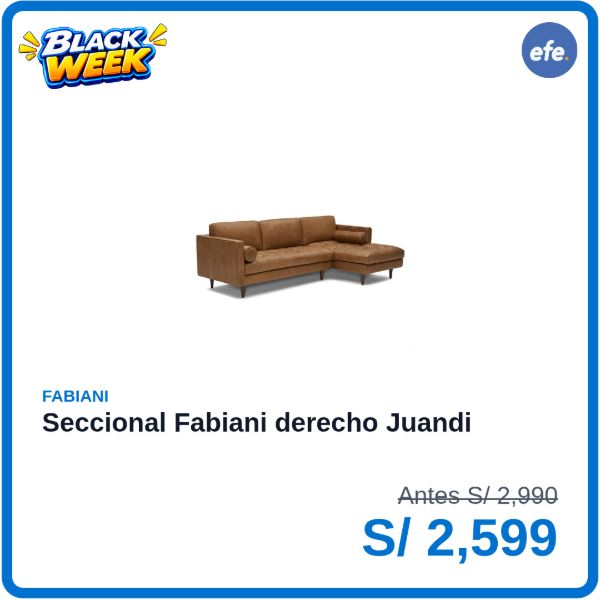 BLACK
WEEK
efe.
FABIANI
Seccional Fabiani derecho Juandi
Antes S/ 2,990
S/ 2,599